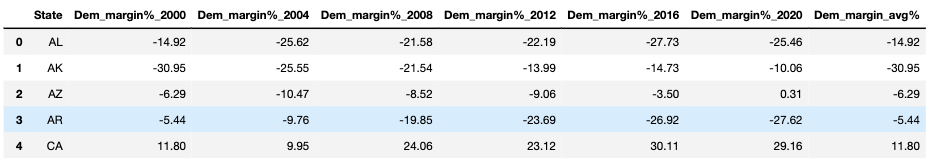 State Dem_margin%_2000 Dem_margin%_2004 Dem_margin%_2008 Dem_margin%_2012 Dem_margin%_2016 Dem_margin%_2020 Dem_margin_avg%
0 AL -14.92 -25.62 -21.58 -22.19 -27.73 -25.46 -14.92
1 AK -30.95 -25.55 -21.54 -13.99 -14.73 -10.06 -30.95
2 AZ -6.29 -10.47 -8.52 -9.06 -3.50 0.31 -6.29
3 AR -5.44 -9.76 -19.85 -23.69 -26.92 -27.62 -5.44
4 CA 11.80 9.95 24.06 23.12 30.11 29.16 11.80